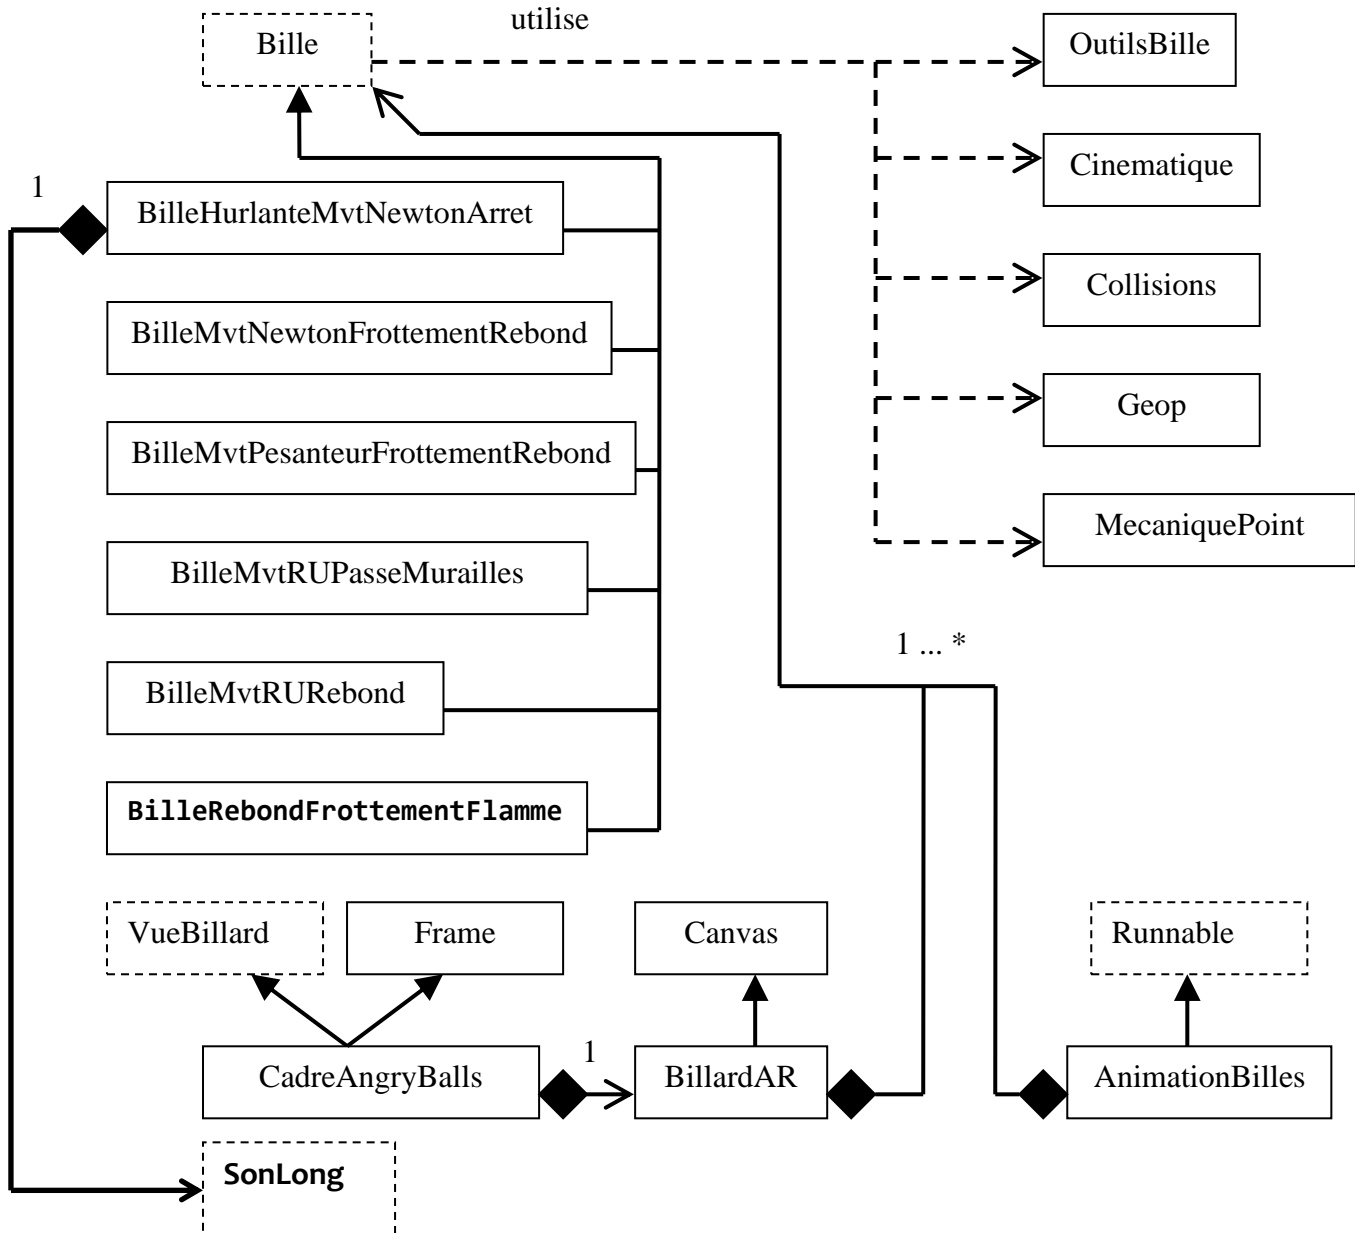 utilise
Bille
OutilsBille
Cinematique
1
BilleHurlanteMvtNewtonArret
Collisions
BilleMvtNewtonFrottementRebond
Geop
BilleMvtPesanteurFrottementRebond
MecaniquePoint
BilleMvtRUPasseMurailles
1 ... *
BilleMvtRURebond
BilleRebondFrottementFlamme
VueBillard
Frame
Canvas
Runnable
1
CadreAngryBalls
BillardAR
AnimationBilles
SonLong